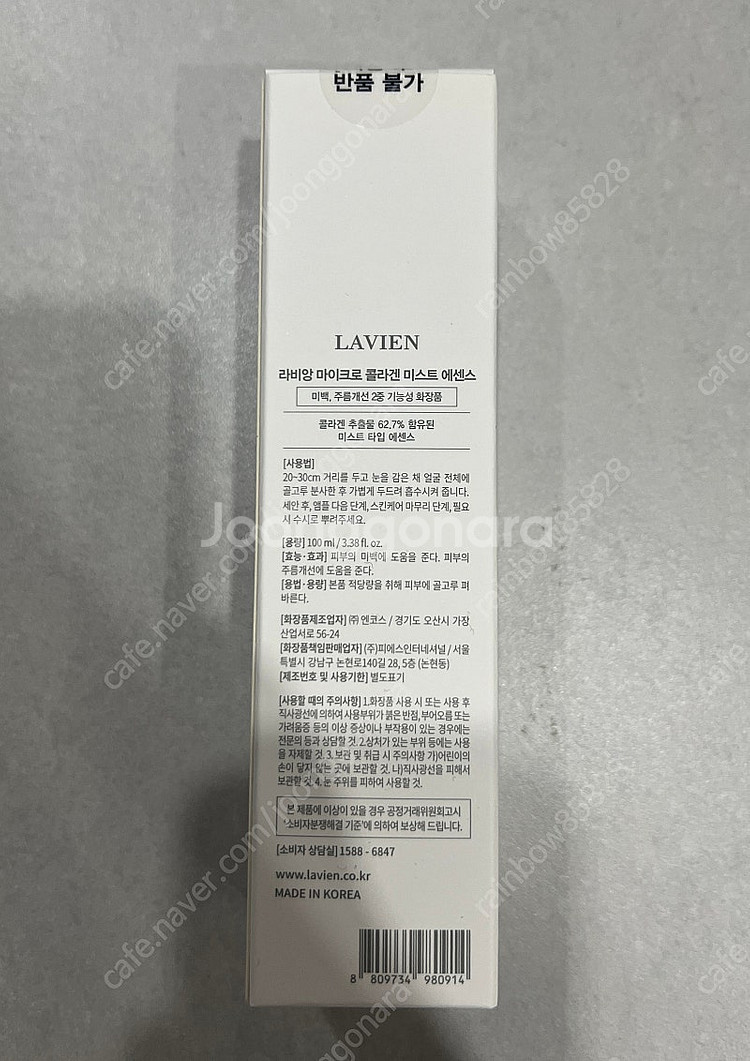 반품 불가
LAVIEN
라비앙 마이크로 콜라겐 미스트 에센스
미백, 주름개선 2중 기능성 화장품
콜라겐 추출물 62.7% 함유된
미스트 타입 에센스
[사용법]
20~30cm 거리를 두고 눈을 감은 채 얼굴 전체에
골고루 분사한 후 가볍게 두드려 흡수시켜 줍니다.
세안 후, 앰플 다음 단계, 스킨케어 마무리 단계, 필요
시 수시로 뿌려주세요.
Joonggonara
[용량] 100 ml / 3.38 fl. oz.
[효능·효과] 피부의 미백에 도움을 준다. 피부의
주름개선에 도움을 준다.
[용법·용량] 본품 적당량을 취해 피부에 골고루 펴
바른다.
[화장품제조업자] ㈜ 엔코스 / 경기도 오산시 가장
산업서로 56-24
[화장품책임판매업자] (주)피에스인터네셔널 / 서울
특별시 강남구 논현로140길 28, 5층 (논현동)
[제조번호 및 사용기한] 별도표기
[사용할 때의 주의사항] 1.화장품 사용 시 또는 사용 후
직사광선에 의하여 사용부위가 붉은 반점, 부어오름 또는
가려움증 등의 이상 증상이나 부작용이 있는 경우에는
전문의 등과 상담할 것. 2.상처가 있는 부위 등에는 사용
을 자제할 것. 3. 보관 및 취급 시 주의사항 가)어린이의
손이 닿지 않는 곳에 보관할 것. 나)직사광선을 피해서
보관할 것. 4. 눈 주위를 피하여 사용할 것.
본 제품에 이상이 있을 경우 공정거래위원회고시
'소비자분쟁해결 기준'에 의하여 보상해 드립니다.
[소비자 상담실] 1588 - 6847
www.lavien.co.kr
MADE IN KOREA
8 809734 980914
cafe.naver.com/joonggonara
rainbow85828